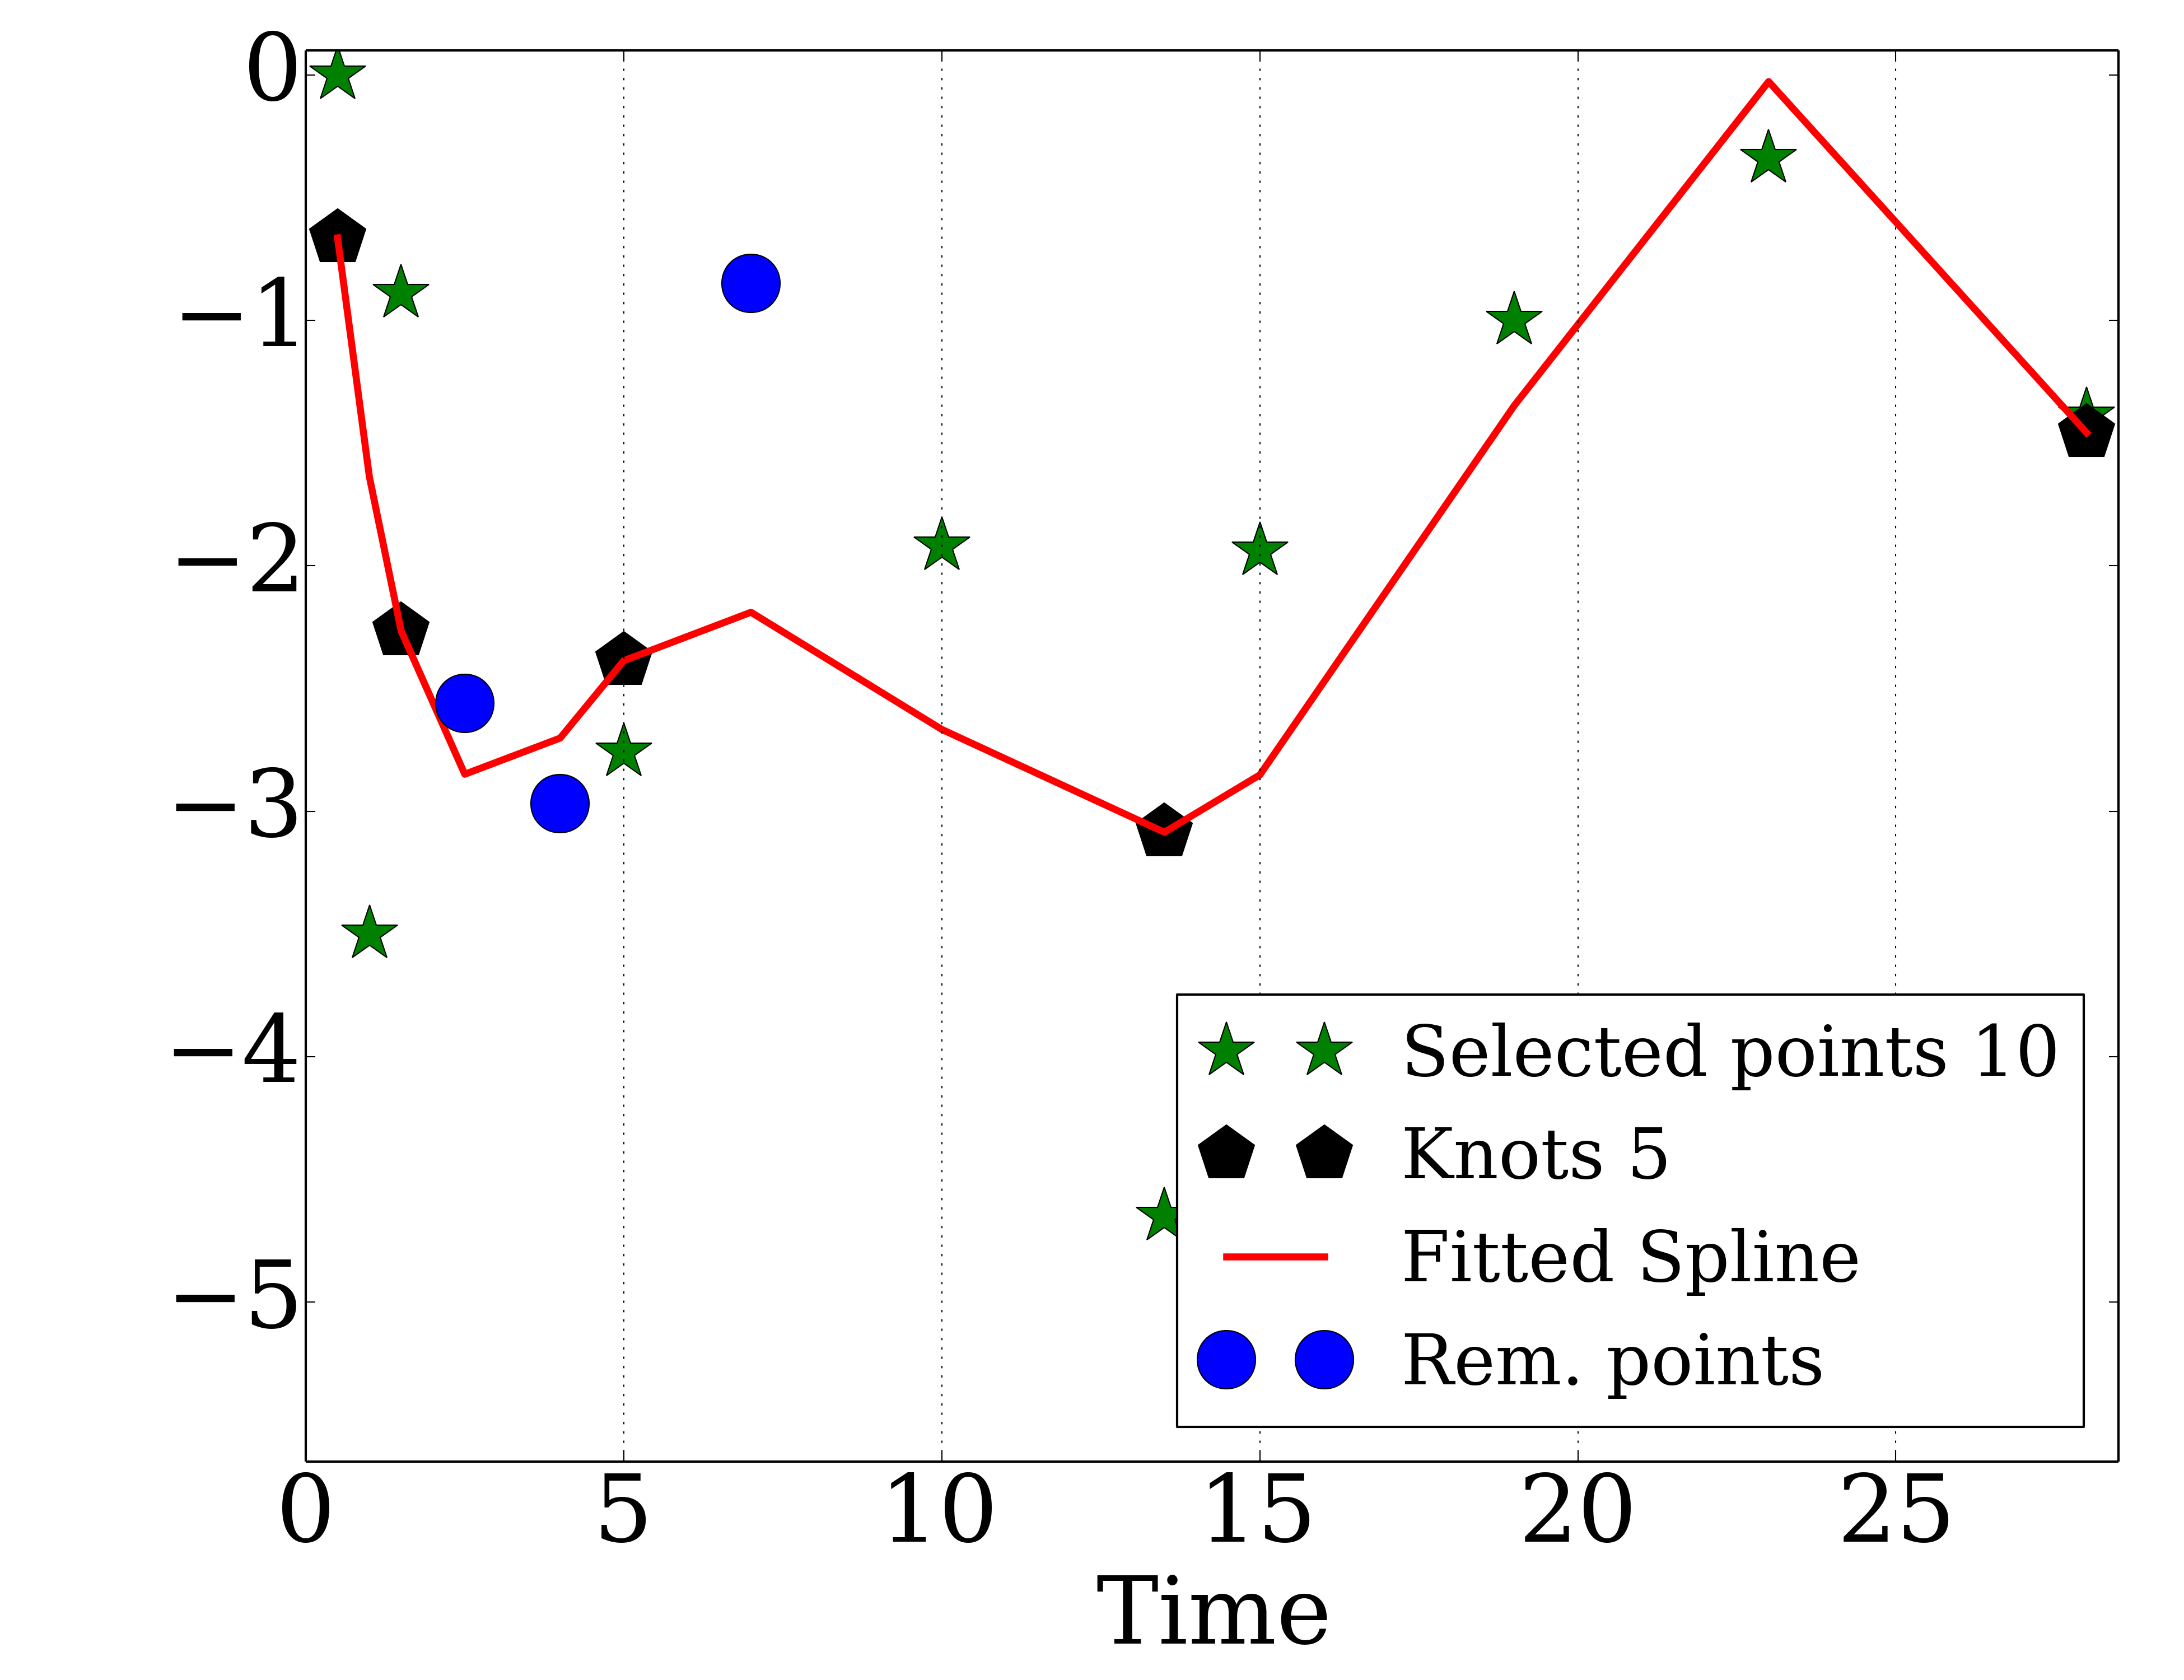 0
−1
−2
−3
−4
−5
Selected points 10
Knots 5
Fitted Spline
Rem. points
0 5 10 15 20 25
Time